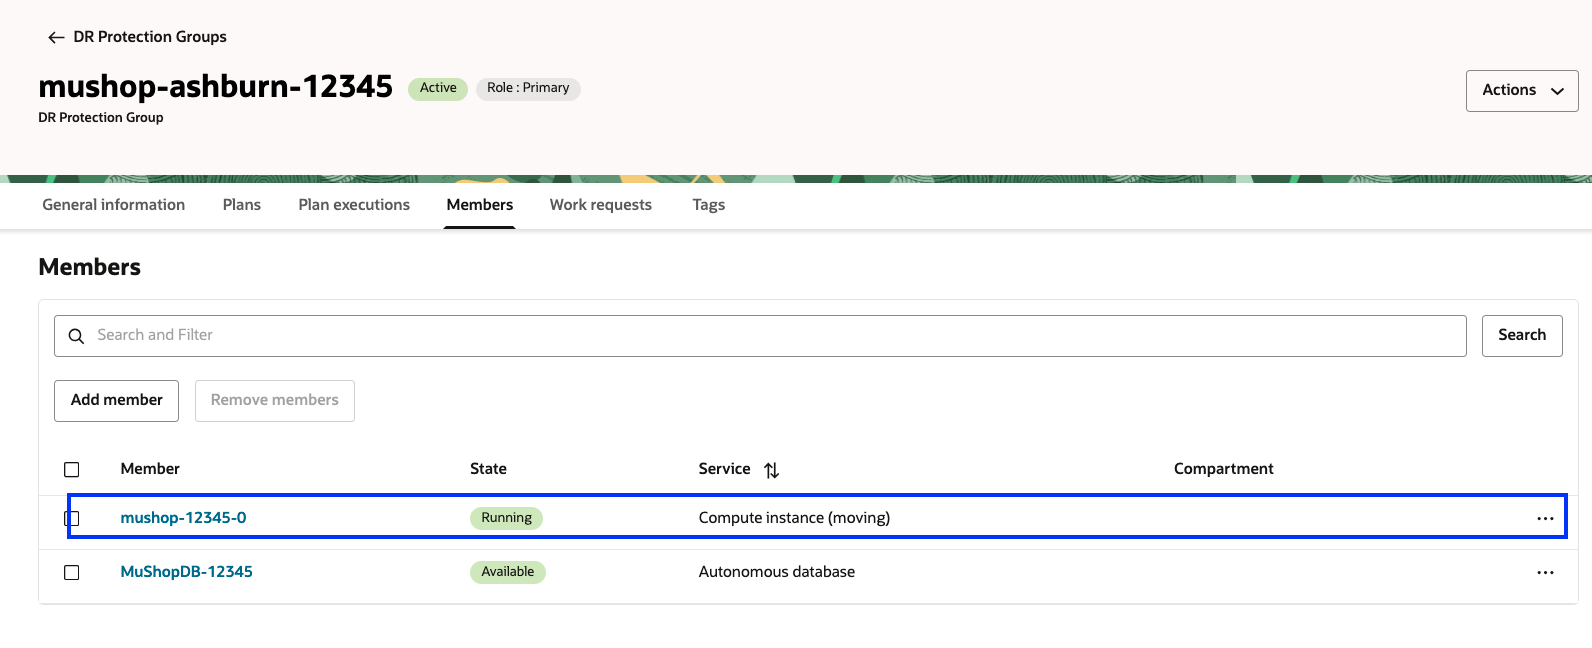 DR Protection Groups
mushop-ashburn-12345 Active Role : Primary
DR Protection Group
Actions
General information Plans Plan executions Members Work requests Tags
Members
Search and Filter Search
Add member Remove members
Member State Service Compartment
mushop-12345-0 Running Compute instance (moving)
MuShopDB-12345 Available Autonomous database